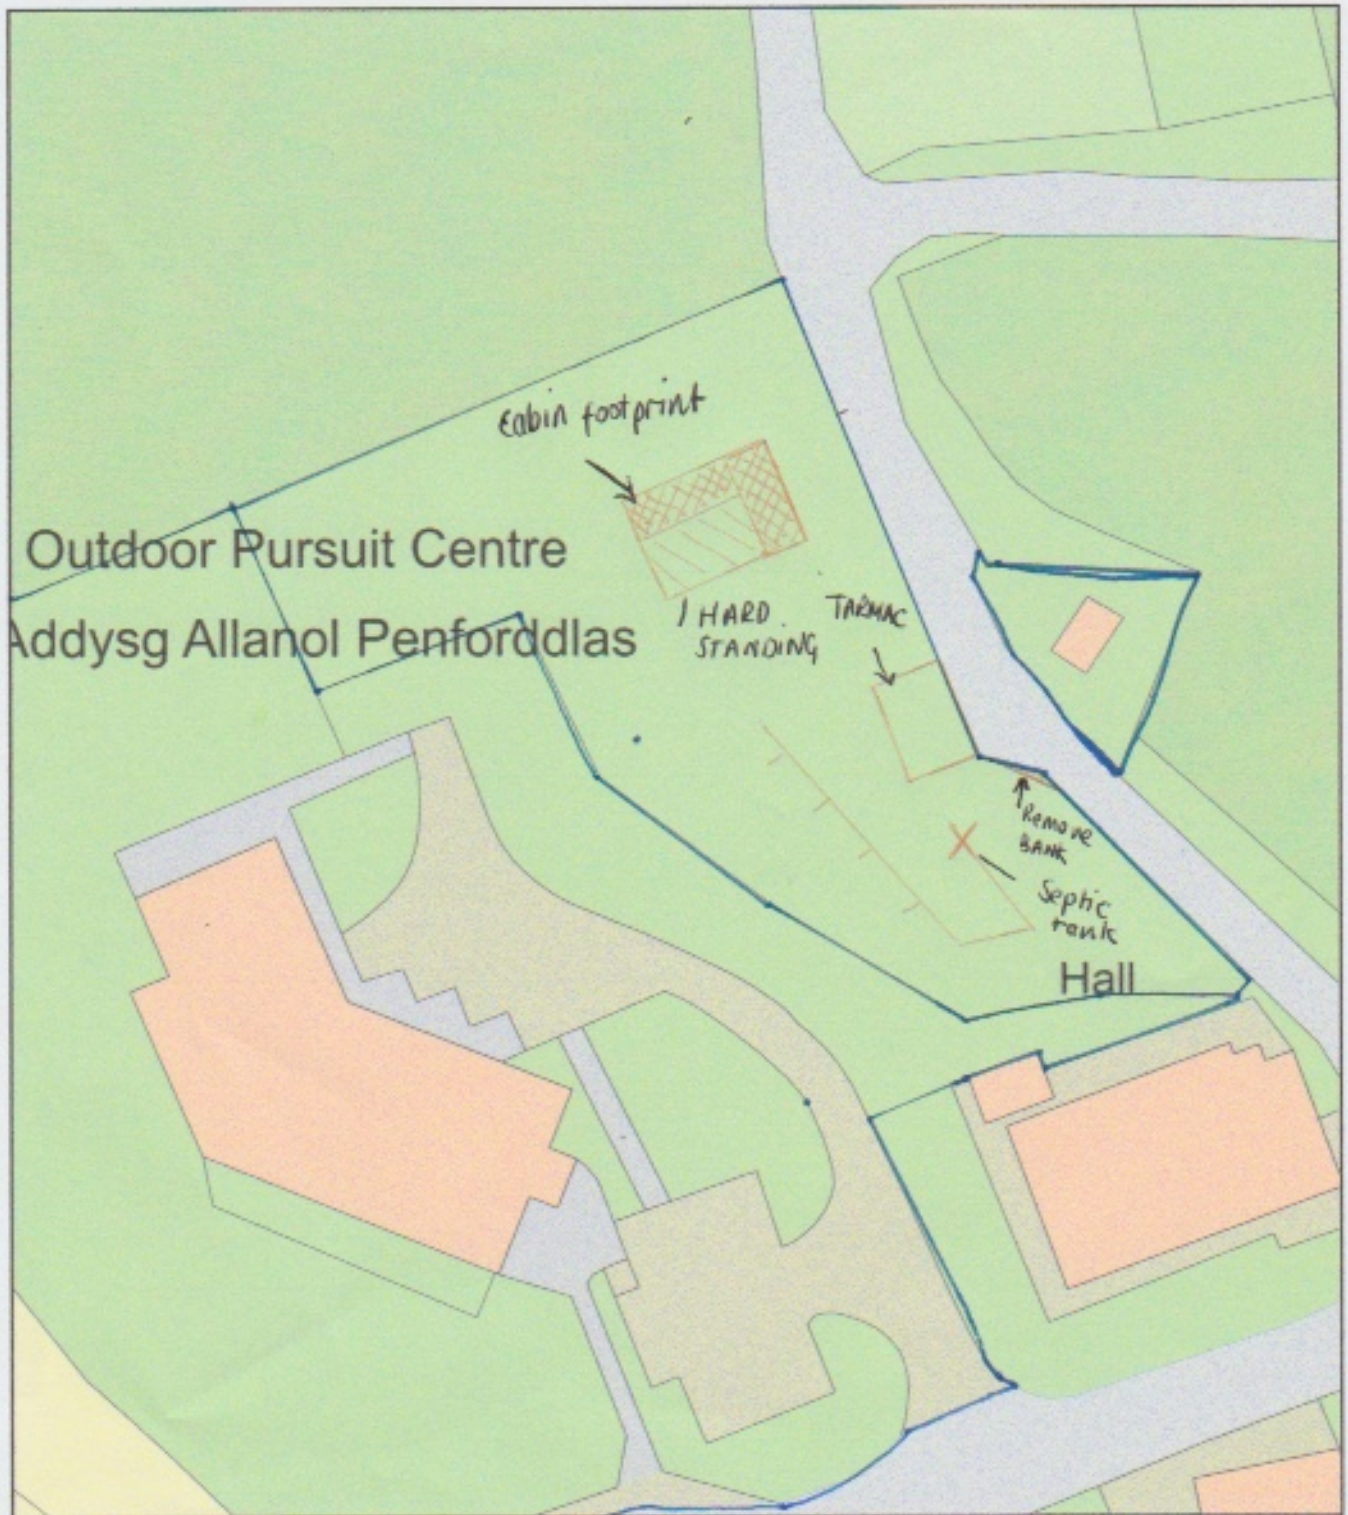 Cabin footprint
Outdoor Pursuit Centre
Addysg Allanol Penforddlas
HARD
STANDING
TARMAC
Remove
BANK
Septic
tank
Hall